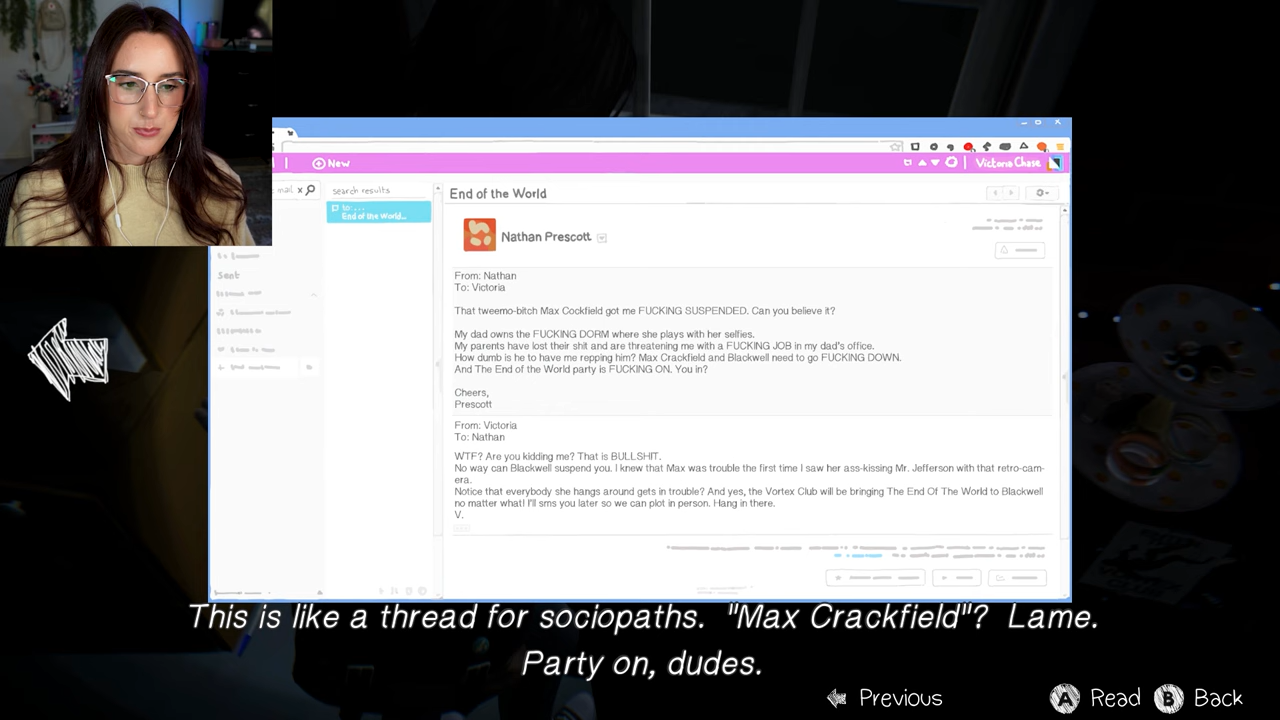 New
Victoria Chase
mail x
search results
End of the World
to: ...
End of the World...
Nathan Prescott
Sent
From: Nathan
To: Victoria
That tweemo-bitch Max Cockfield got me FUCKING SUSPENDED. Can you believe it?
My dad owns the FUCKING DORM where she plays with her selfies.
My parents have lost their shit and are threatening me with a FUCKING JOB in my dad's office.
How dumb is he to have me repping him? Max Crackfield and Blackwell need to go FUCKING DOWN.
And The End of the World party is FUCKING ON. You in?
Cheers,
Prescott
From: Victoria
To: Nathan
WTF? Are you kidding me? That is BULLSHIT.
No way can Blackwell suspend you. I knew that Max was trouble the first time I saw her ass-kissing Mr. Jefferson with that retro-cam-
era.
Notice that everybody she hangs around gets in trouble? And yes, the Vortex Club will be bringing The End Of The World to Blackwell
no matter what! I'll sms you later so we can plot in person. Hang in there.
V.
This is like a thread for sociopaths. "Max Crackfield"? Lame.
Party on, dudes.
Previous
A Read
B Back